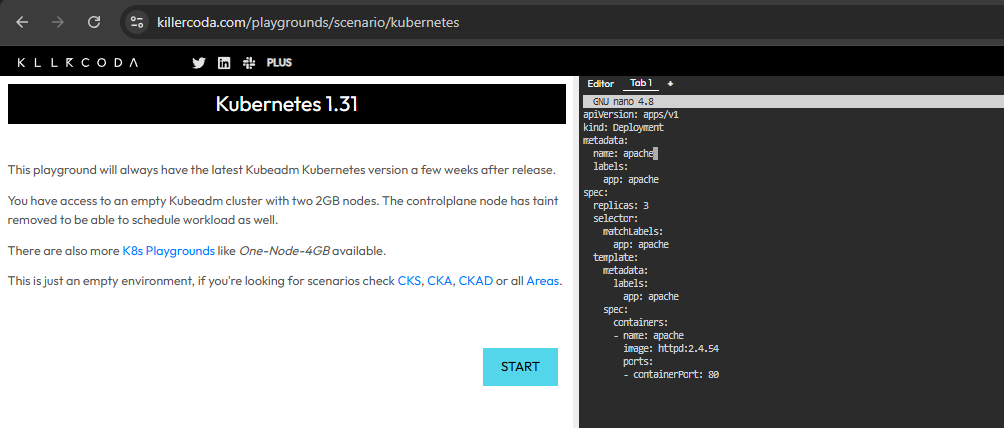 killercoda.com/playgrounds/scenario/kubernetes
KILLERCODA
PLUS
Kubernetes 1.31
This playground will always have the latest Kubeadm Kubernetes version a few weeks after release.
You have access to an empty Kubeadm cluster with two 2GB nodes. The controlplane node has taint
removed to be able to schedule workload as well.
There are also more K8s Playgrounds like One-Node-4GB available.
This is just an empty environment, if you're looking for scenarios check CKS, CKA, CKAD or all Areas.
START
Editor Tab 1 +
GNU nano 4.8
apiVersion: apps/v1
kind: Deployment
metadata:
  name: apache
  labels:
    app: apache
spec:
  replicas: 3
  selector:
    matchLabels:
      app: apache
  template:
    metadata:
      labels:
        app: apache
    spec:
      containers:
      - name: apache
        image: httpd:2.4.54
        ports:
        - containerPort: 80